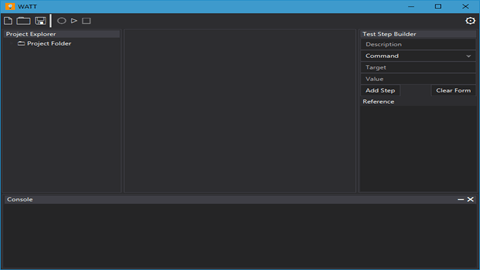 WATT
Project Explorer
Project Folder
Test Step Builder
Description
Command
Target
Value
Add Step
Clear Form
Reference
Console